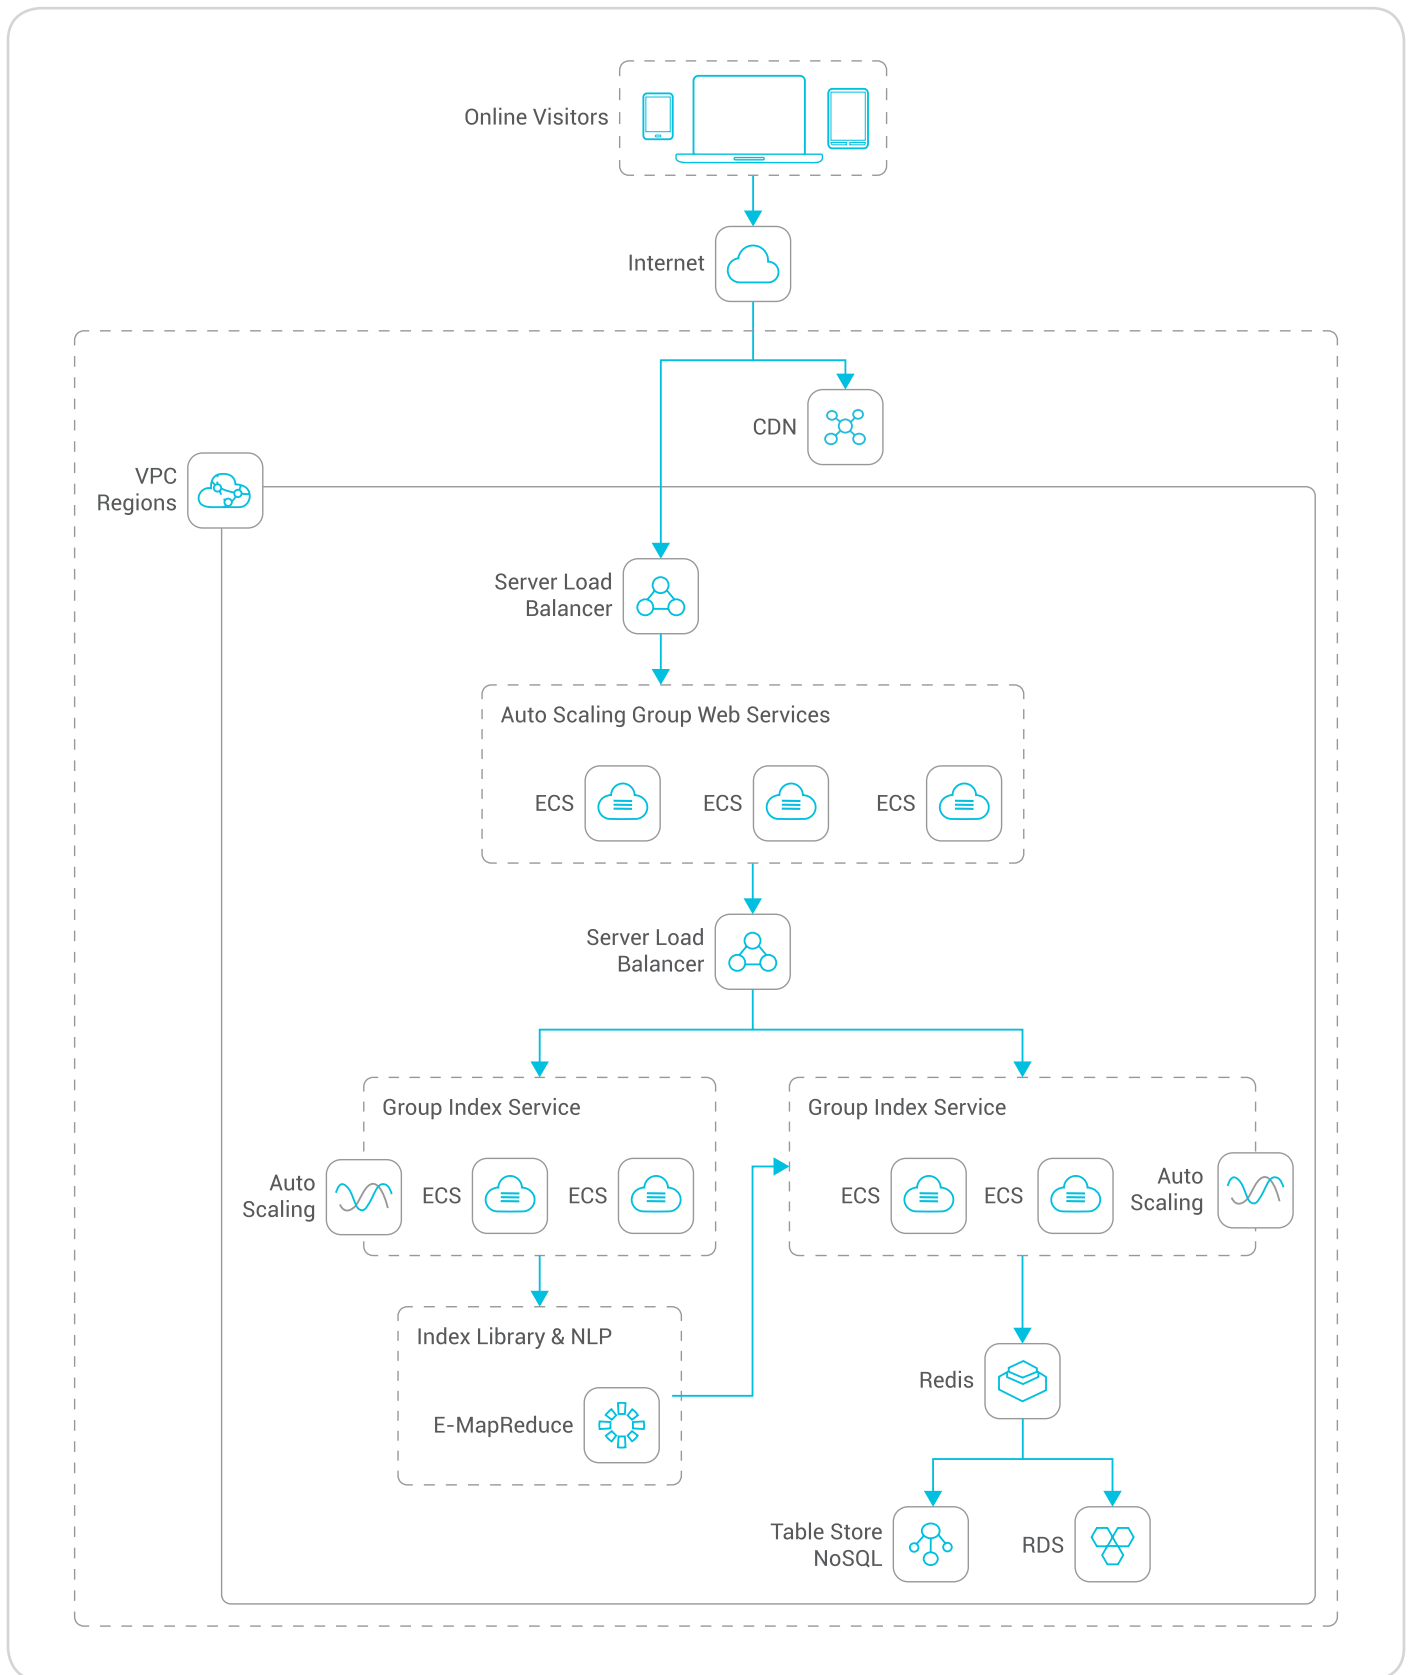 Online Visitors
Internet
CDN
VPC
Regions
Server Load
Balancer
Auto Scaling Group Web Services
ECS
ECS
ECS
Server Load
Balancer
Group Index Service
Auto
Scaling
ECS
ECS
Group Index Service
ECS
ECS
Auto
Scaling
Index Library & NLP
E-MapReduce
Redis
Table Store
NoSQL
RDS